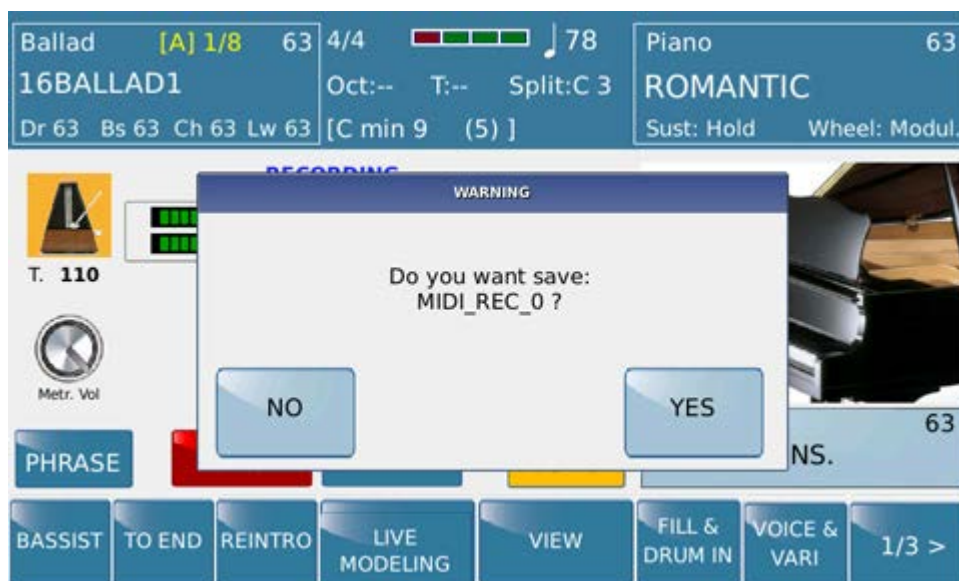 Ballad [A] 1/8 63
16BALLAD1
Dr 63 Bs 63 Ch 63 Lw 63
4/4 78
Oct:-- T:-- Split:C 3
[C min 9 (5) ]
Piano 63
ROMANTIC
Sust: Hold Wheel: Modul.
RECORDING
WARNING
Do you want save:
MIDI_REC_0 ?
NO YES
T. 110
Metr. Vol
63
NS.
PHRASE
BASSIST
TO END
REINTRO
LIVE
MODELING
VIEW
FILL &
DRUM IN
VOICE &
VARI
1/3 >